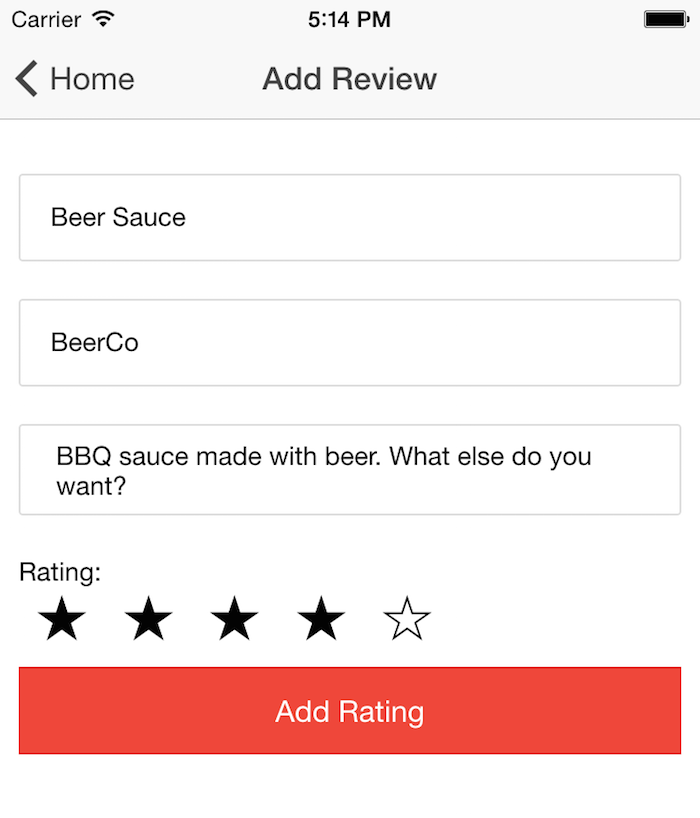 Carrier 5:14 PM
Home Add Review
Beer Sauce
BeerCo
BBQ sauce made with beer. What else do you
want?
Rating:
Add Rating